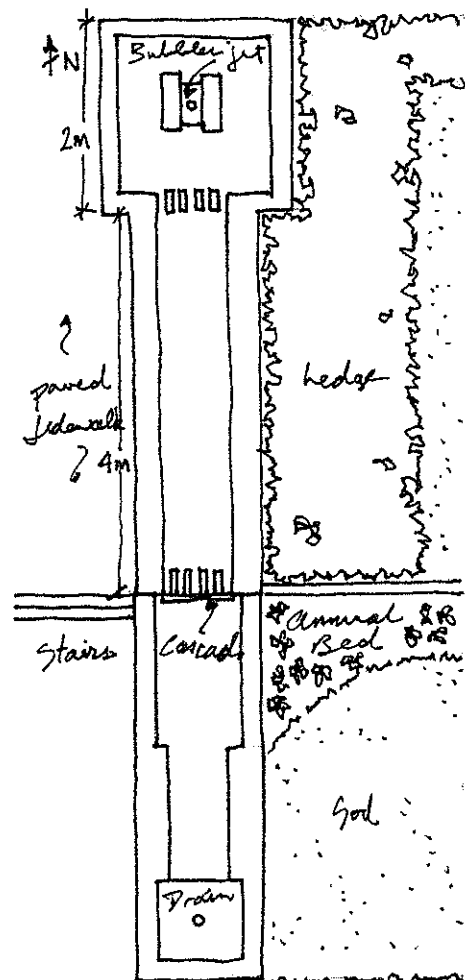 N
Bubbler jet
2m
paved
sidewalk
4m
hedge
Stairs
Cascade
Annual
Bed
Sod
Drain